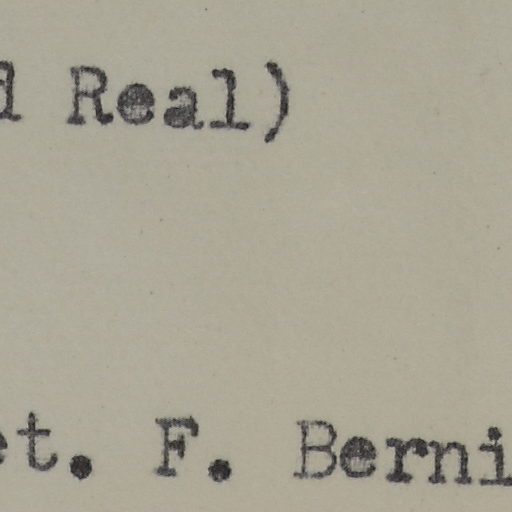 d Real)
et. F. Berni